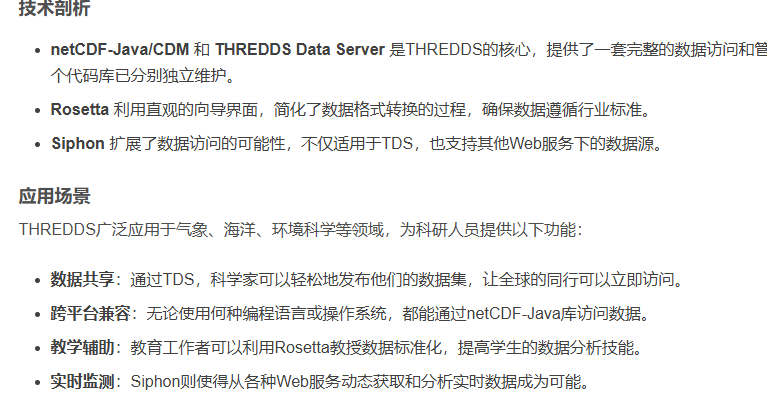 技术剖析
netCDF-Java/CDM 和 THREDDS Data Server 是THREDDS的核心，提供了一套完整的数据访问和管
个代码库已分别独立维护。
Rosetta 利用直观的向导界面，简化了数据格式转换的过程，确保数据遵循行业标准。
Siphon 扩展了数据访问的可能性，不仅适用于TDS，也支持其他Web服务下的数据源。
应用场景
THREDDS广泛应用于气象、海洋、环境科学等领域，为科研人员提供以下功能：
数据共享：通过TDS，科学家可以轻松地发布他们的数据集，让全球的同行可以立即访问。
跨平台兼容：无论使用何种编程语言或操作系统，都能通过netCDF-Java库访问数据。
教学辅助：教育工作者可以利用Rosetta教授数据标准化，提高学生的数据分析技能。
实时监测：Siphon则使得从各种Web服务动态获取和分析实时数据成为可能。